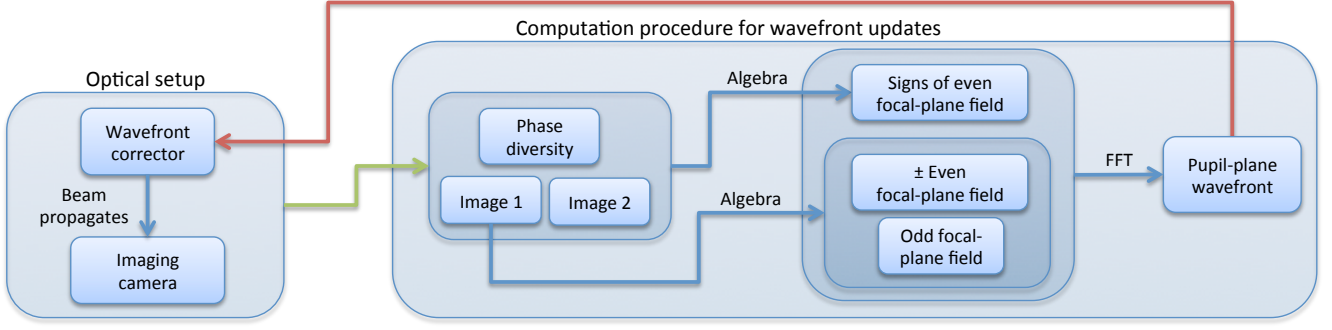 Computation procedure for wavefront updates
Optical setup
Wavefront
corrector
Beam
propagates
Imaging
camera
Phase
diversity
Image 1
Image 2
Algebra
Algebra
Signs of even
focal-plane field
± Even
focal-plane field
Odd focal-
plane field
FFT
Pupil-plane
wavefront